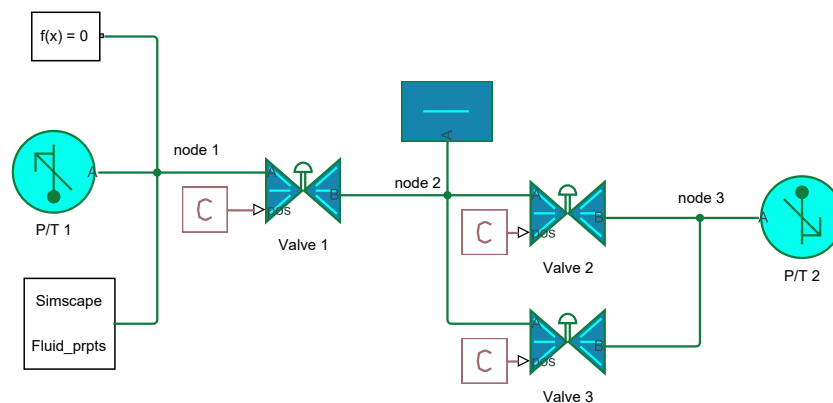 f(x) = 0
node 1
A
P/T 1
A
B
C
pos
Valve 1
A
node 2
A
B
C
pos
Valve 2
node 3
A
P/T 2
Simscape
Fluid_prpts
A
B
C
pos
Valve 3